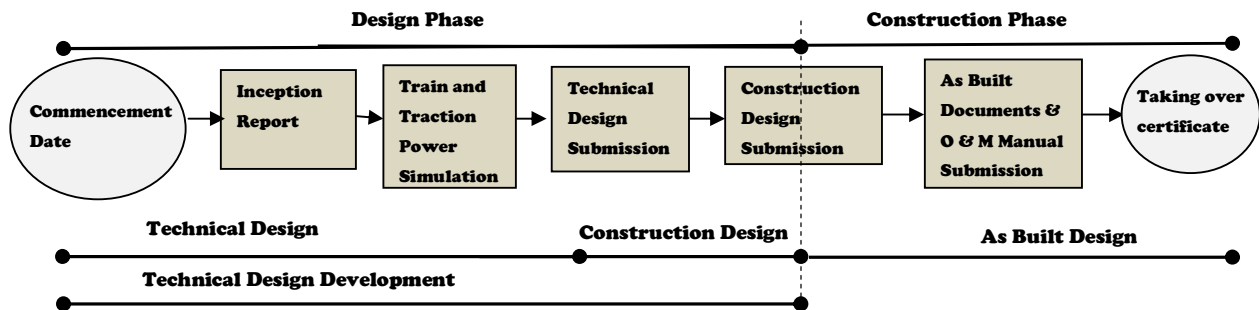 Design Phase
Construction Phase
Commencement
Date
Inception
Report
Train and
Traction
Power
Simulation
Technical
Design
Submission
Construction
Design
Submission
As Built
Documents &
O & M Manual
Submission
Taking over
certificate
Technical Design
Construction Design
As Built Design
Technical Design Development